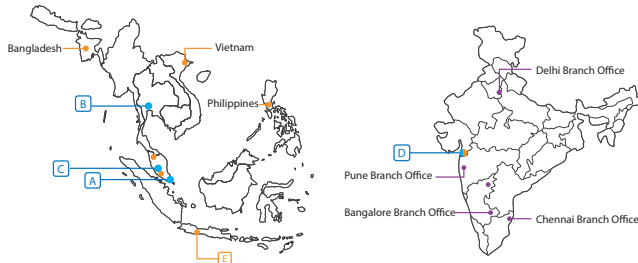 Bangladesh
Vietnam
B
Philippines
C
A
E
Delhi Branch Office
D
Pune Branch Office
Bangalore Branch Office
Chennai Branch Office